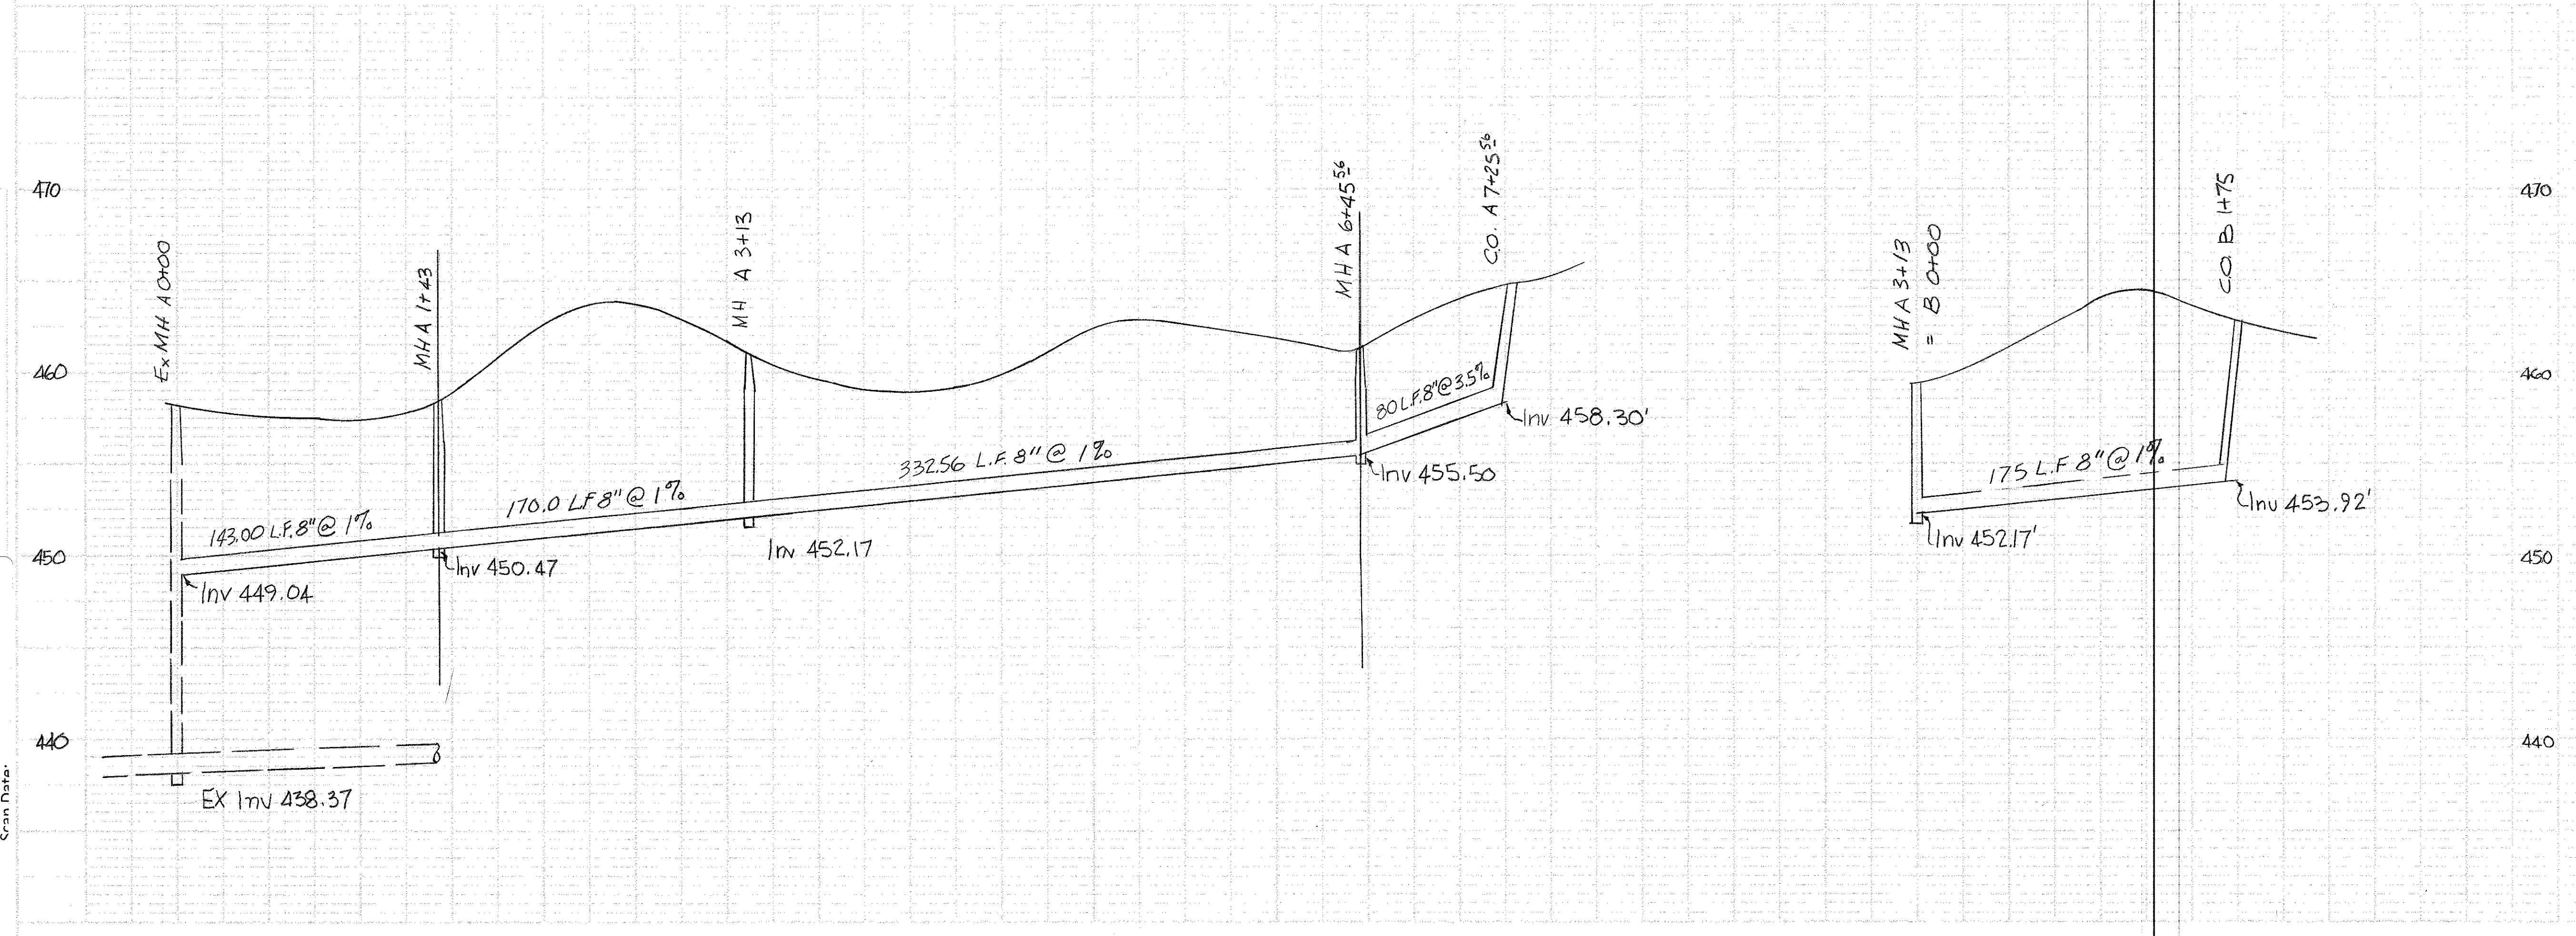 470
460
450
440
Ex MH A 0+00
MH A 1+43
MH A 3+13
MH A 6+45 56
C.O. A 7+25 56
143.00 L.F. 8" @ 1%
170.0 LF 8" @ 1%
332.56 L.F. 8" @ 1%
80 L.F. 8" @ 3.5%
Inv 449.04
Inv 450.47
Inv 452.17
Inv 455.50
Inv 458.30'
EX Inv 438.37
MH A 3+13
= B 0+00
C.O. B 1+75
175 L.F 8" @ 1%
Inv 452.17'
Inv 453.92'
470
460
450
440
Scan Date: